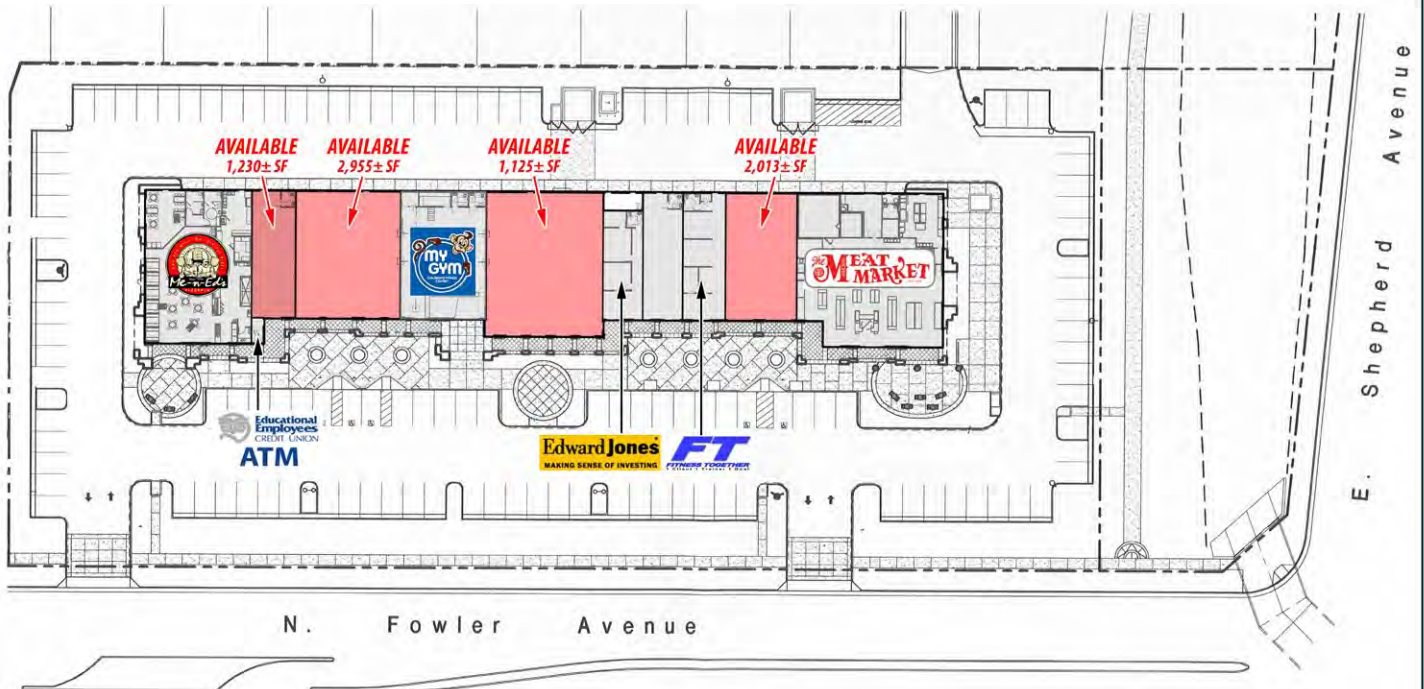 AVAILABLE
1,230± SF
AVAILABLE
2,955± SF
AVAILABLE
1,125± SF
AVAILABLE
2,013± SF
Me-n-Ed's
my
GYM
The
MEAT
MARKET
Educational
Employees
CREDIT UNION
ATM
Edward Jones
MAKING SENSE OF INVESTING
FT
FITNESS TOGETHER
N. Fowler Avenue
E. Shepherd Avenue